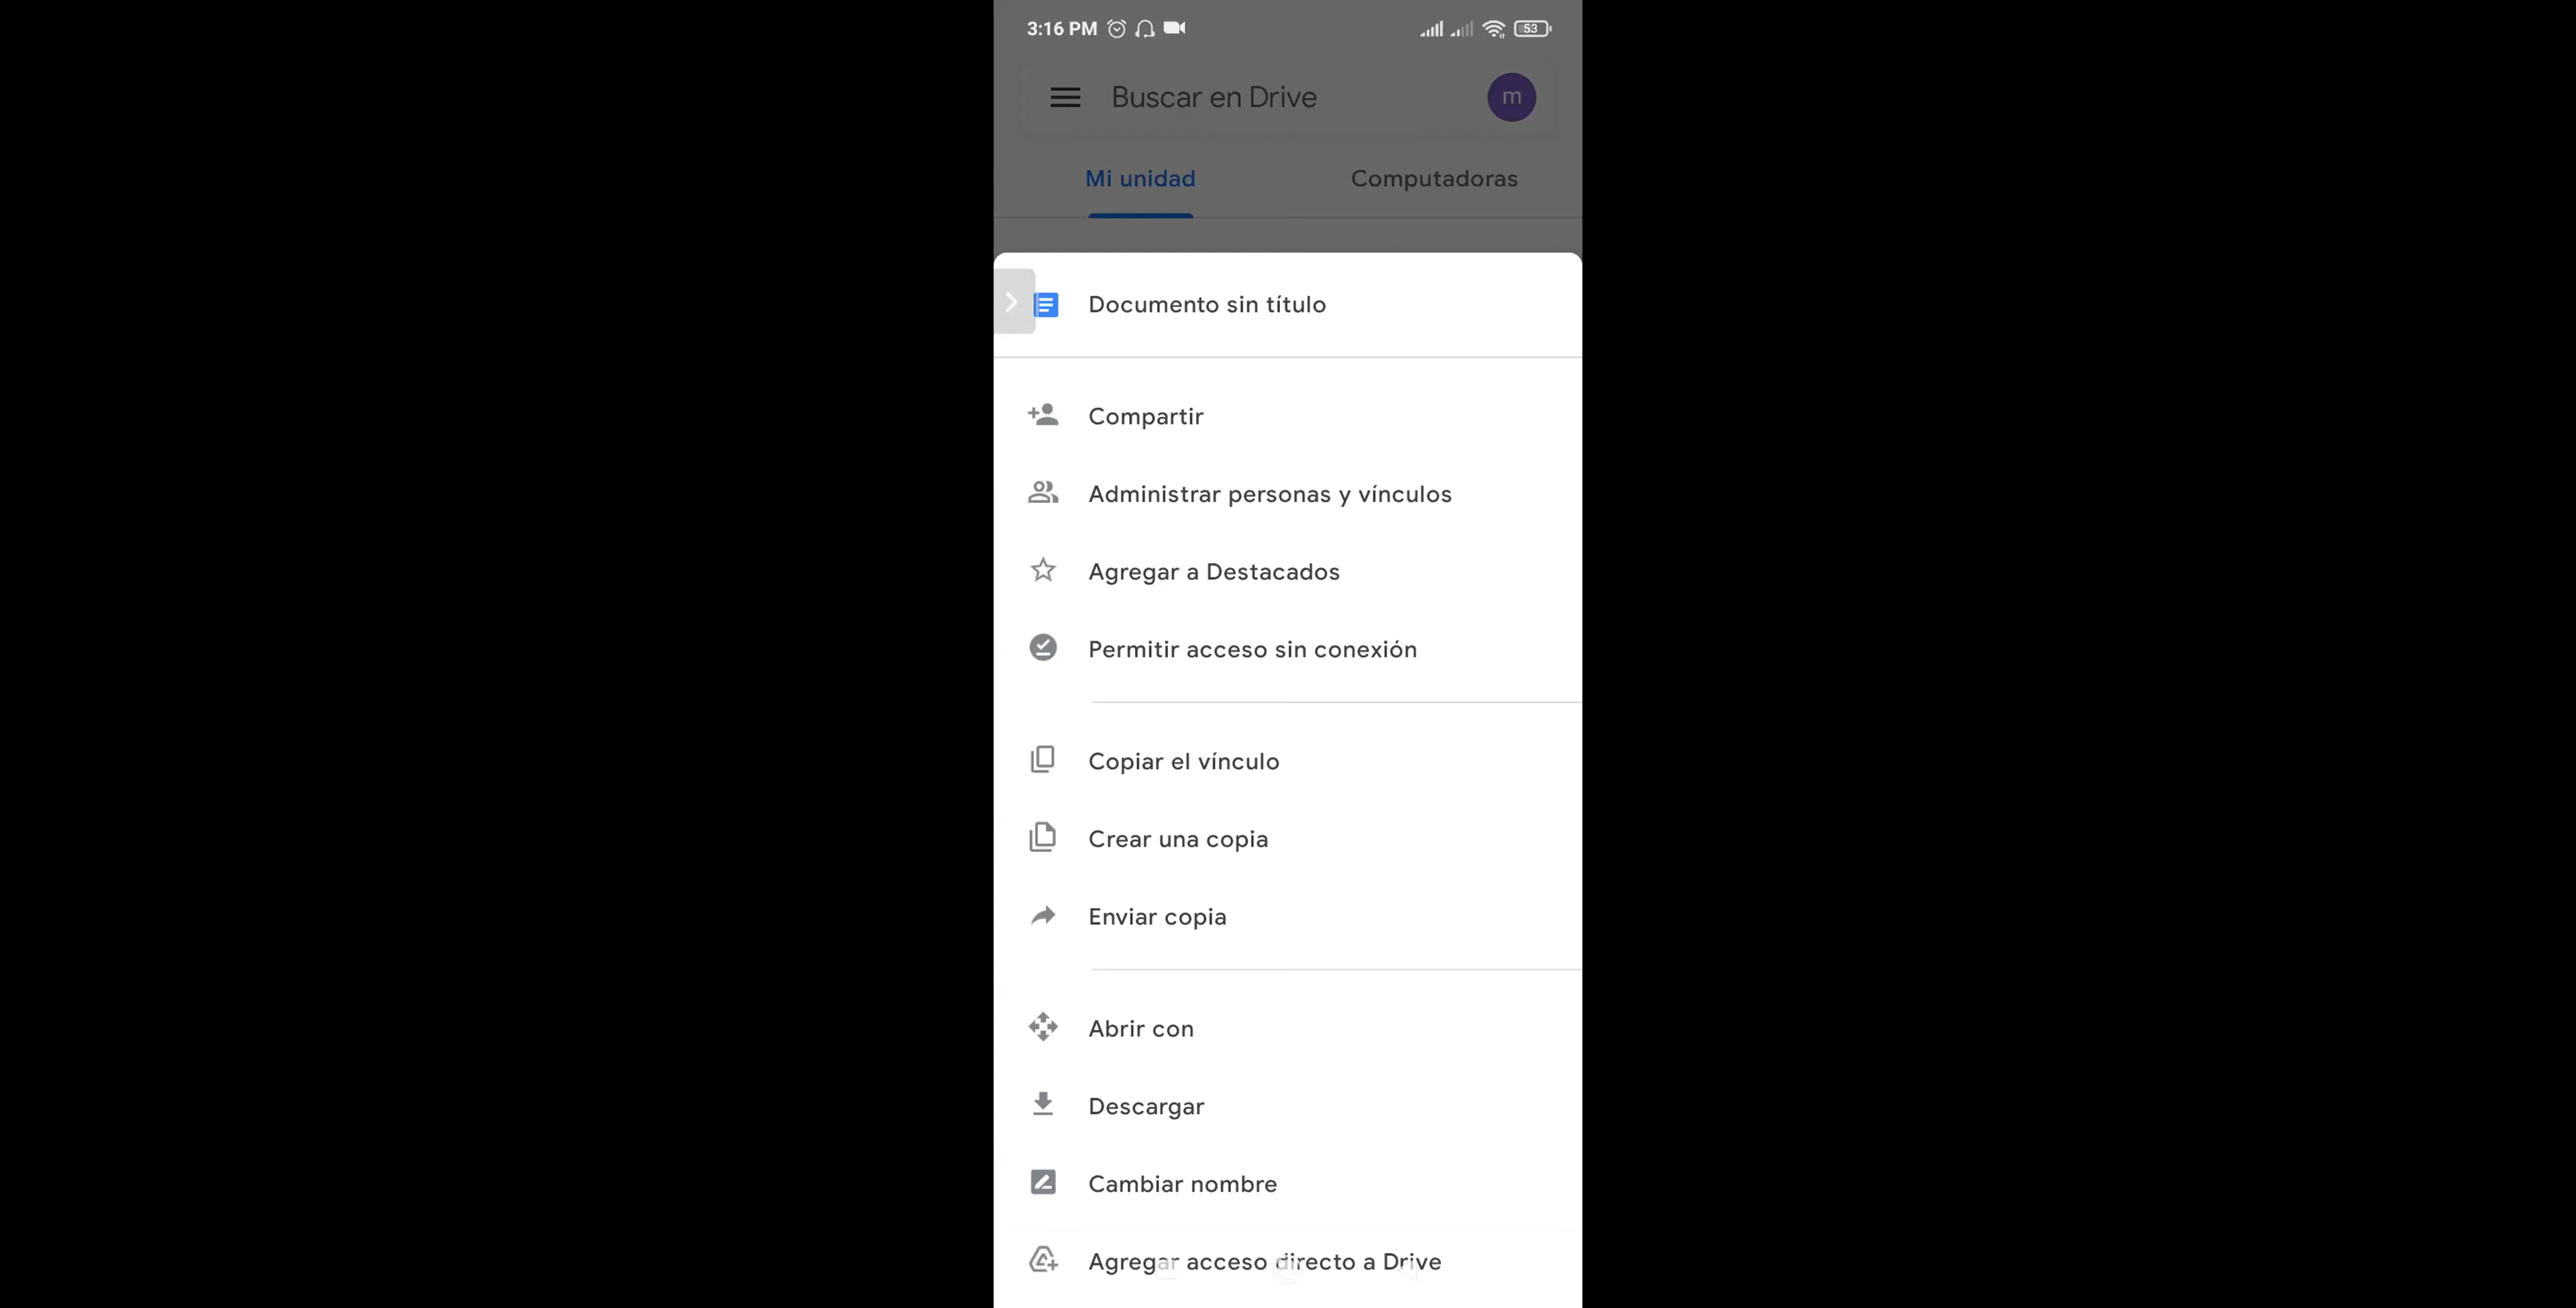 3:16 PM 53
Buscar en Drive m
Mi unidad Computadoras
Documento sin título
Compartir
Administrar personas y vínculos
Agregar a Destacados
Permitir acceso sin conexión
Copiar el vínculo
Crear una copia
Enviar copia
Abrir con
Descargar
Cambiar nombre
Agregar acceso directo a Drive